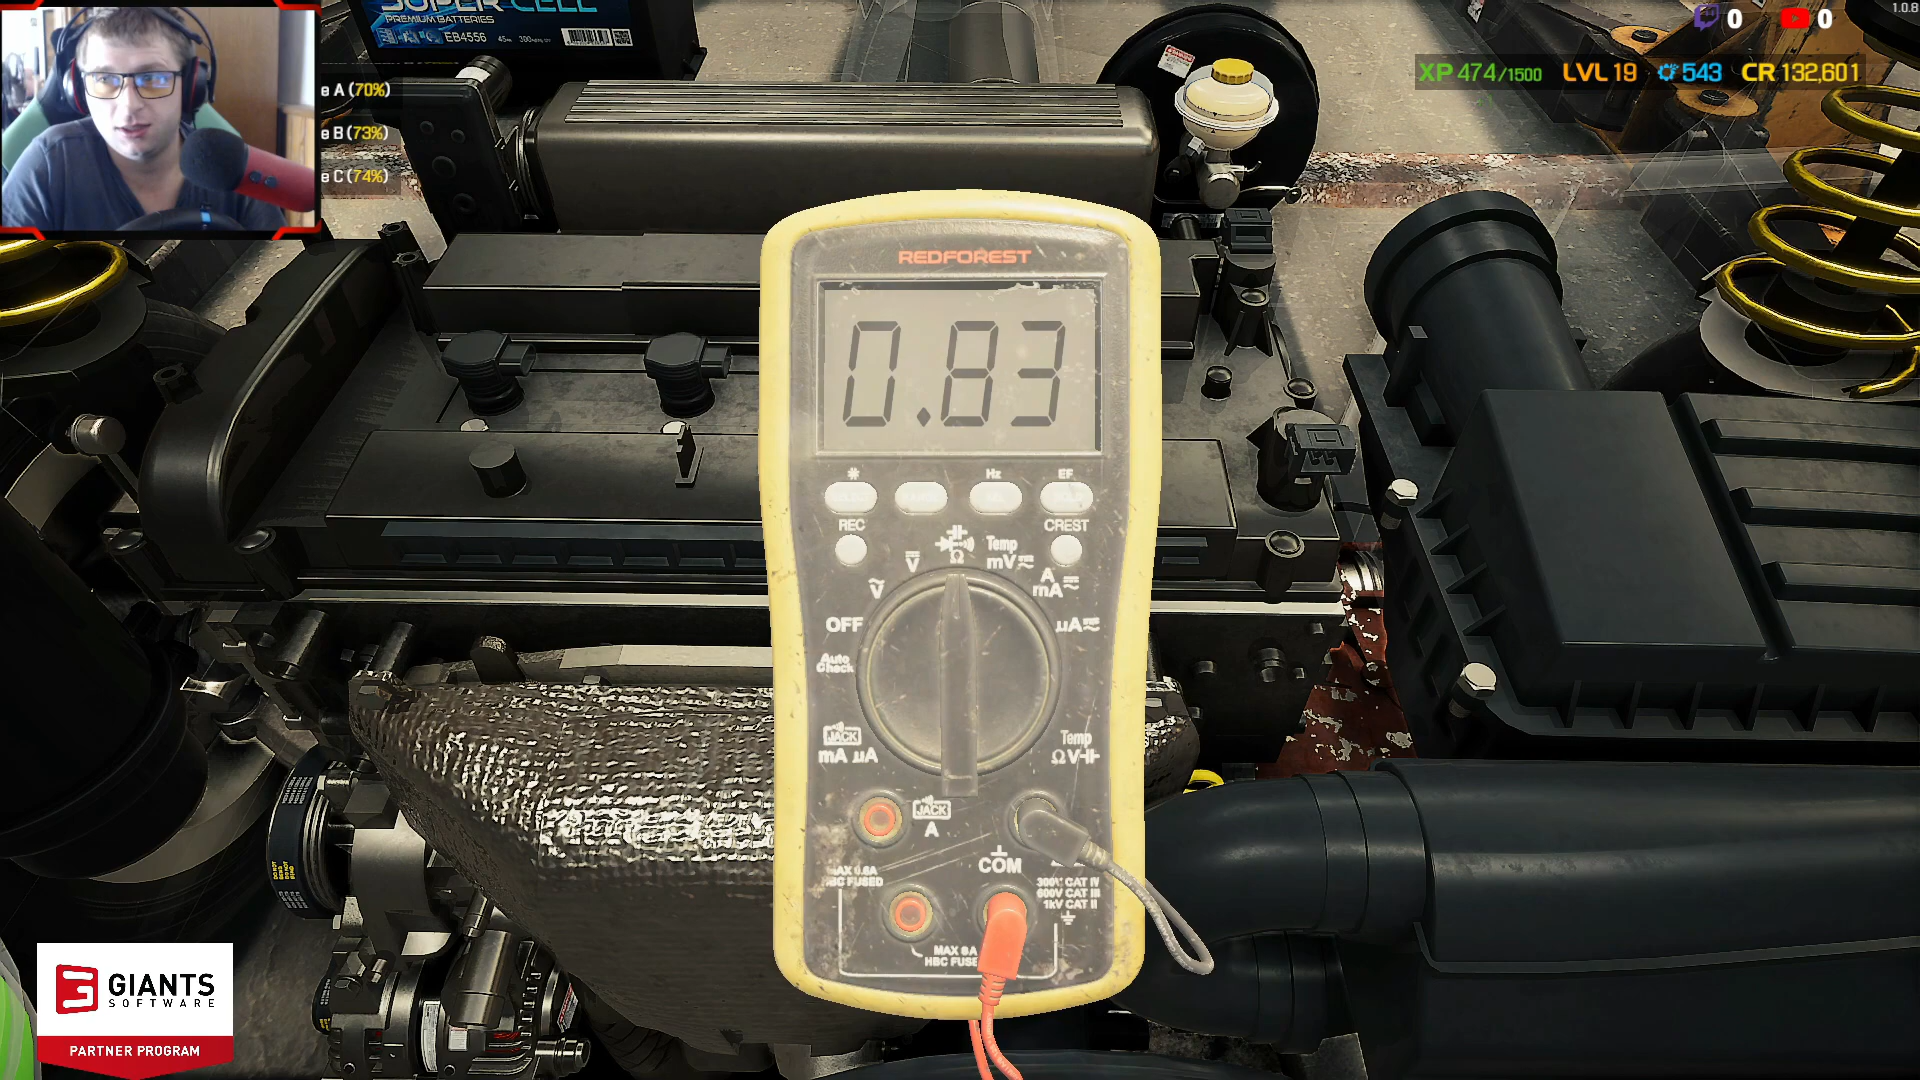 SUPER CELL
PREMIUM BATTERIES
EB4556
1.0.8
0
0
XP 474/1500 LVL 19 543 CR 132,601
e A (70%)
e B (73%)
e C (74%)
REDFOREST
0.83
Hz
EF
REC
CREST
V
V
Ω
Temp
mV
A
mA
µA
OFF
Auto
Check
JACK
mA µA
Temp
Ω V
JACK
A
COM
MAX 0.6A
HBC FUSED
300V CAT IV
600V CAT III
1kV CAT II
HBC FUSE
GIANTS
SOFTWARE
PARTNER PROGRAM